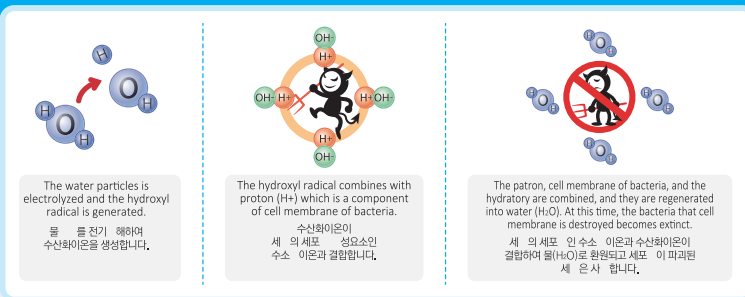 H
O
H
H
O
H
OH-
H+
OH-
H+
H+
OH-
H+
OH-
H
O
H
H
O
H
H
O
H
H
O
H
The water particles is
electrolyzed and the hydroxyl
radical is generated.
물 를 전기 해하여
수산화이온을 생성합니다.
The hydroxyl radical combines with
proton (H+) which is a component
of cell membrane of bacteria.
수산화이온이
세 의 세포 성요소인
수소 이온과 결합합니다.
The patron, cell membrane of bacteria, and the
hydratory are combined, and they are regenerated
into water (H₂O). At this time, the bacteria that cell
membrane is destroyed becomes extinct.
세 의 세포 인 수소 이온과 수산화이온이
결합하여 물(H₂O)로 환원되고 세포 이 파괴된
세 은 사 합니다.